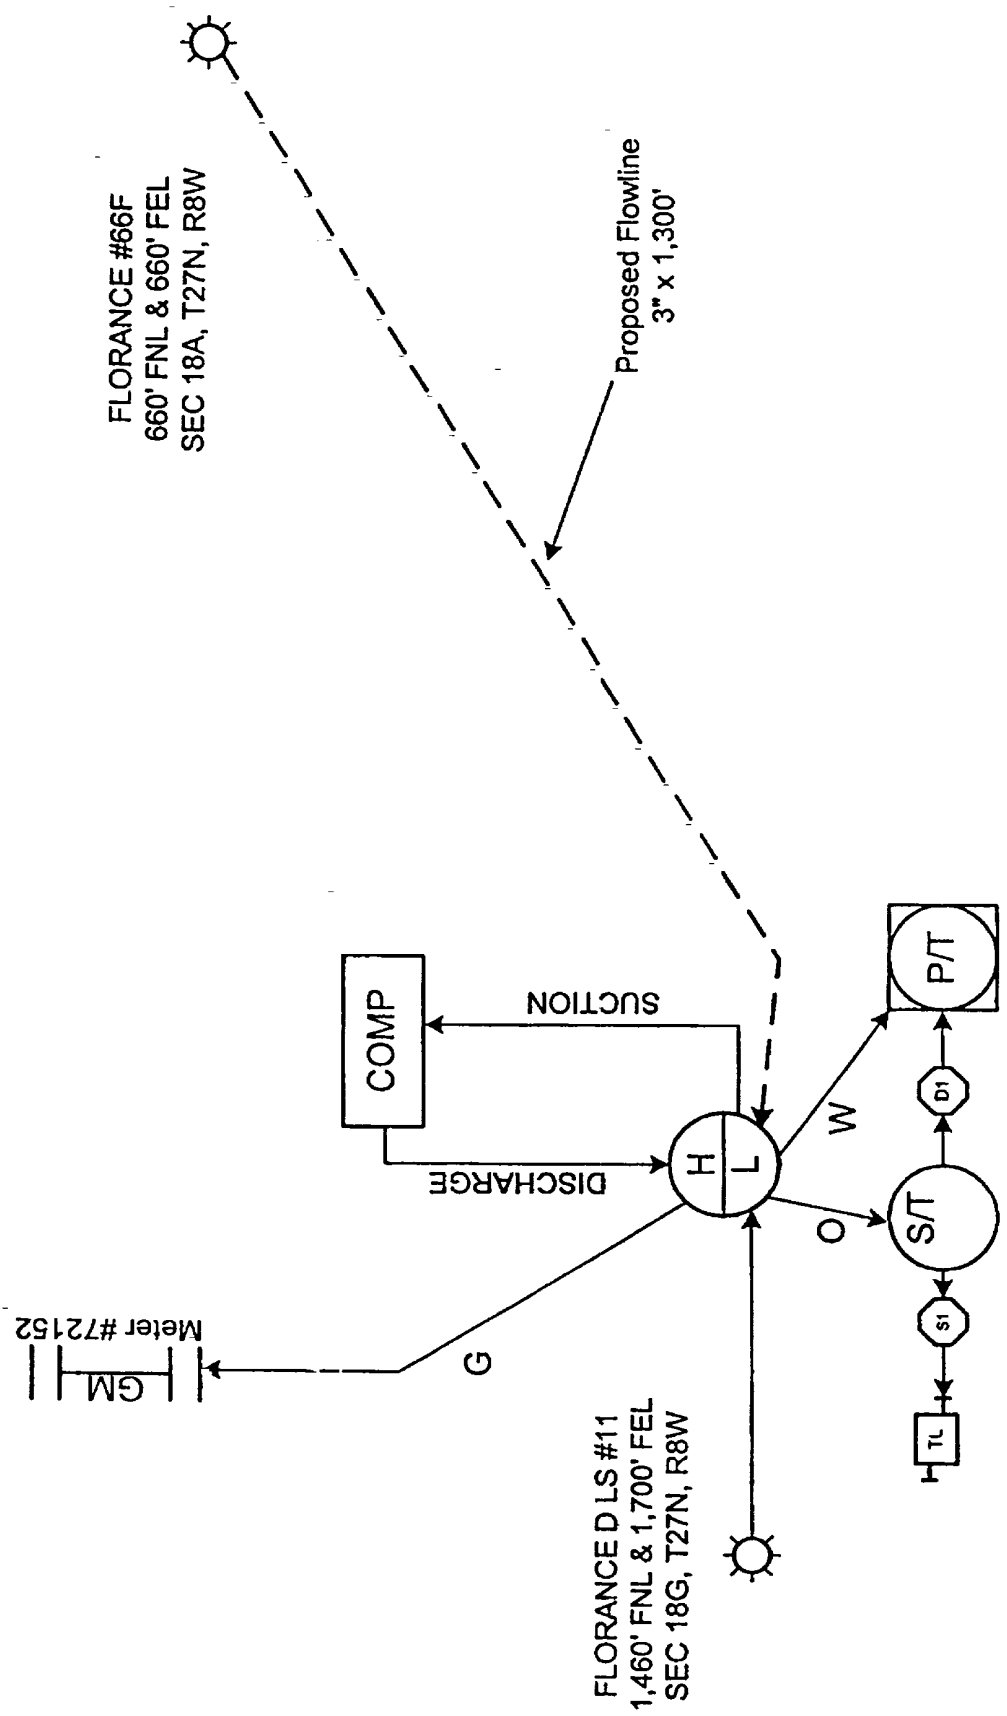 FLORANCE #66F
660' FNL & 660' FEL
SEC 18A, T27N, R8W
Proposed Flowline
3" x 1,300'
COMP
SUCTION
DISCHARGE
Meter #72152
GM
G
H
L
W
O
P/T
D1
S/T
S1
TL
FLORANCE D LS #11
1,460' FNL & 1,700' FEL
SEC 18G, T27N, R8W